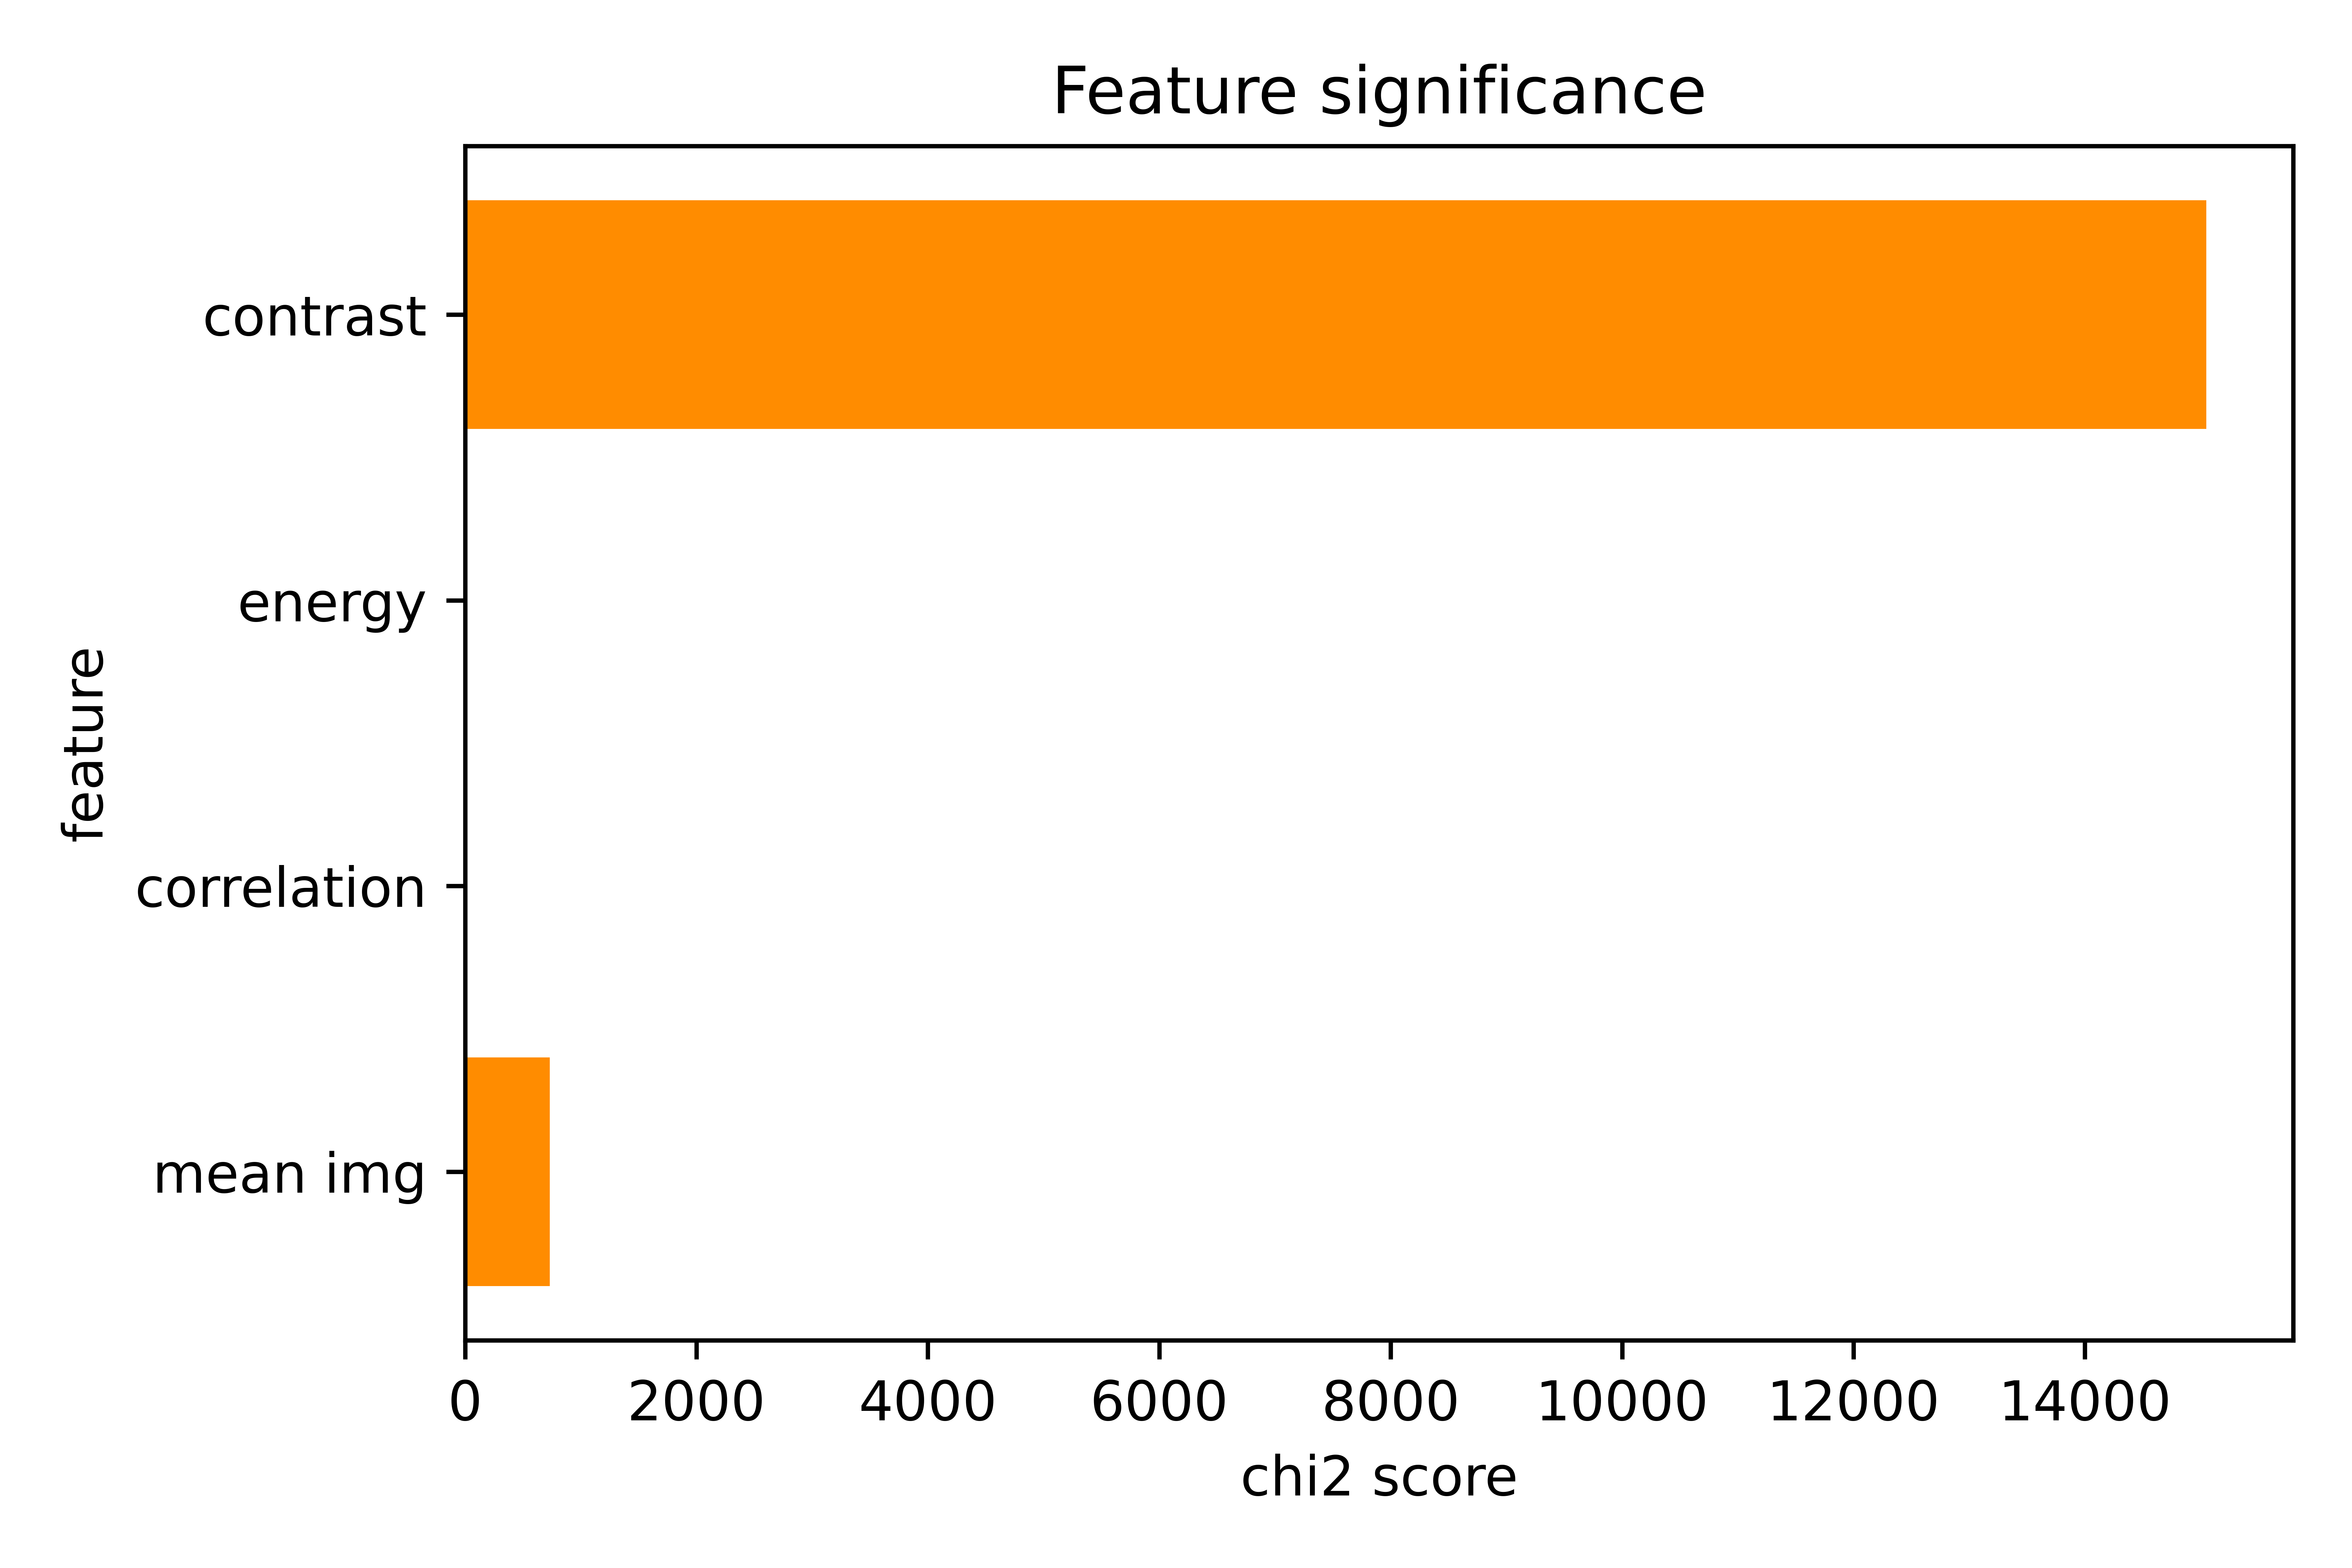 Feature significance
contrast
energy
correlation
mean img
feature
0 2000 4000 6000 8000 10000 12000 14000
chi2 score